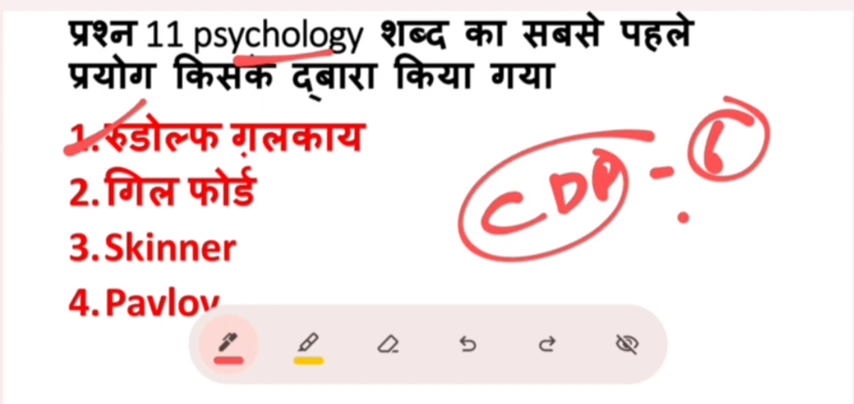 प्रश्न 11 psychology शब्द का सबसे पहले
प्रयोग किसके द्बारा किया गया
1. रुडोल्फ ग़लकाय
2. गिल फोर्ड
3. Skinner
4. Pavlov
CDP - 6